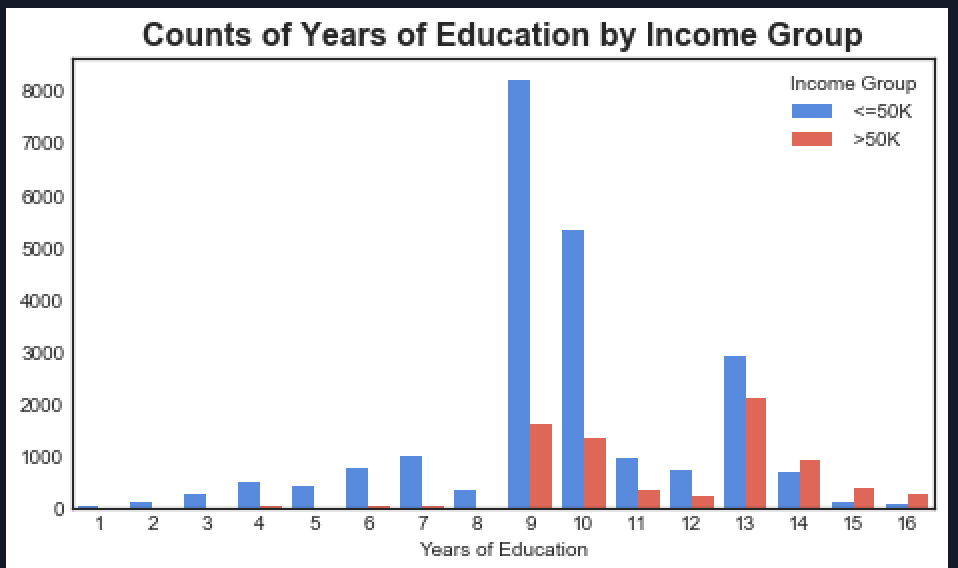 Counts of Years of Education by Income Group
Income Group
<=50K
>50K
8000
7000
6000
5000
4000
3000
2000
1000
0
1 2 3 4 5 6 7 8 9 10 11 12 13 14 15 16
Years of Education